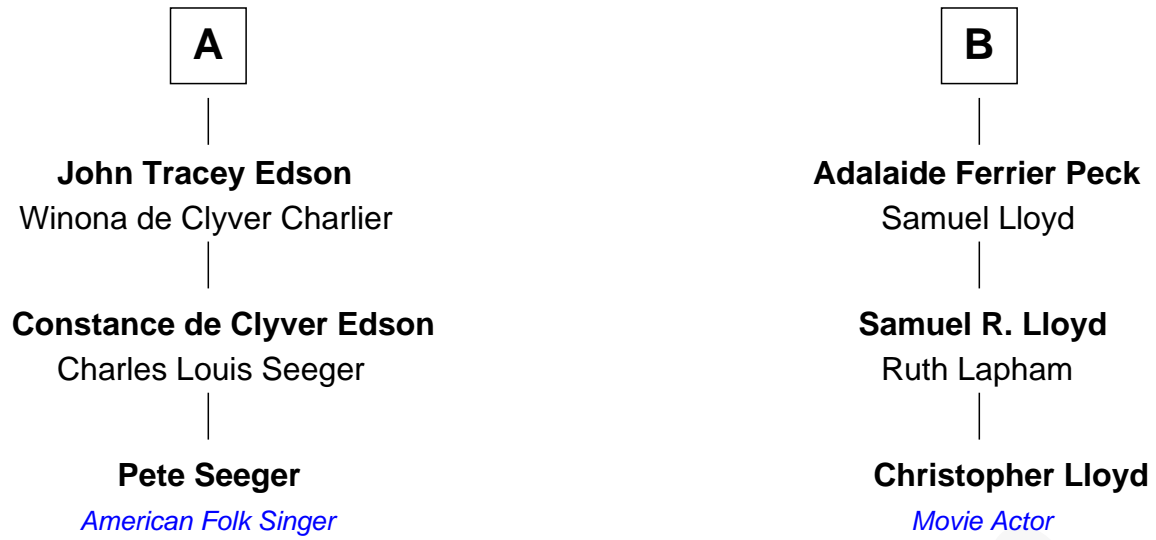 A
John Tracey Edson
Winona de Clyver Charlier
Constance de Clyver Edson
Charles Louis Seeger
Pete Seeger
American Folk Singer
B
Adalaide Ferrier Peck
Samuel Lloyd
Samuel R. Lloyd
Ruth Lapham
Christopher Lloyd
Movie Actor